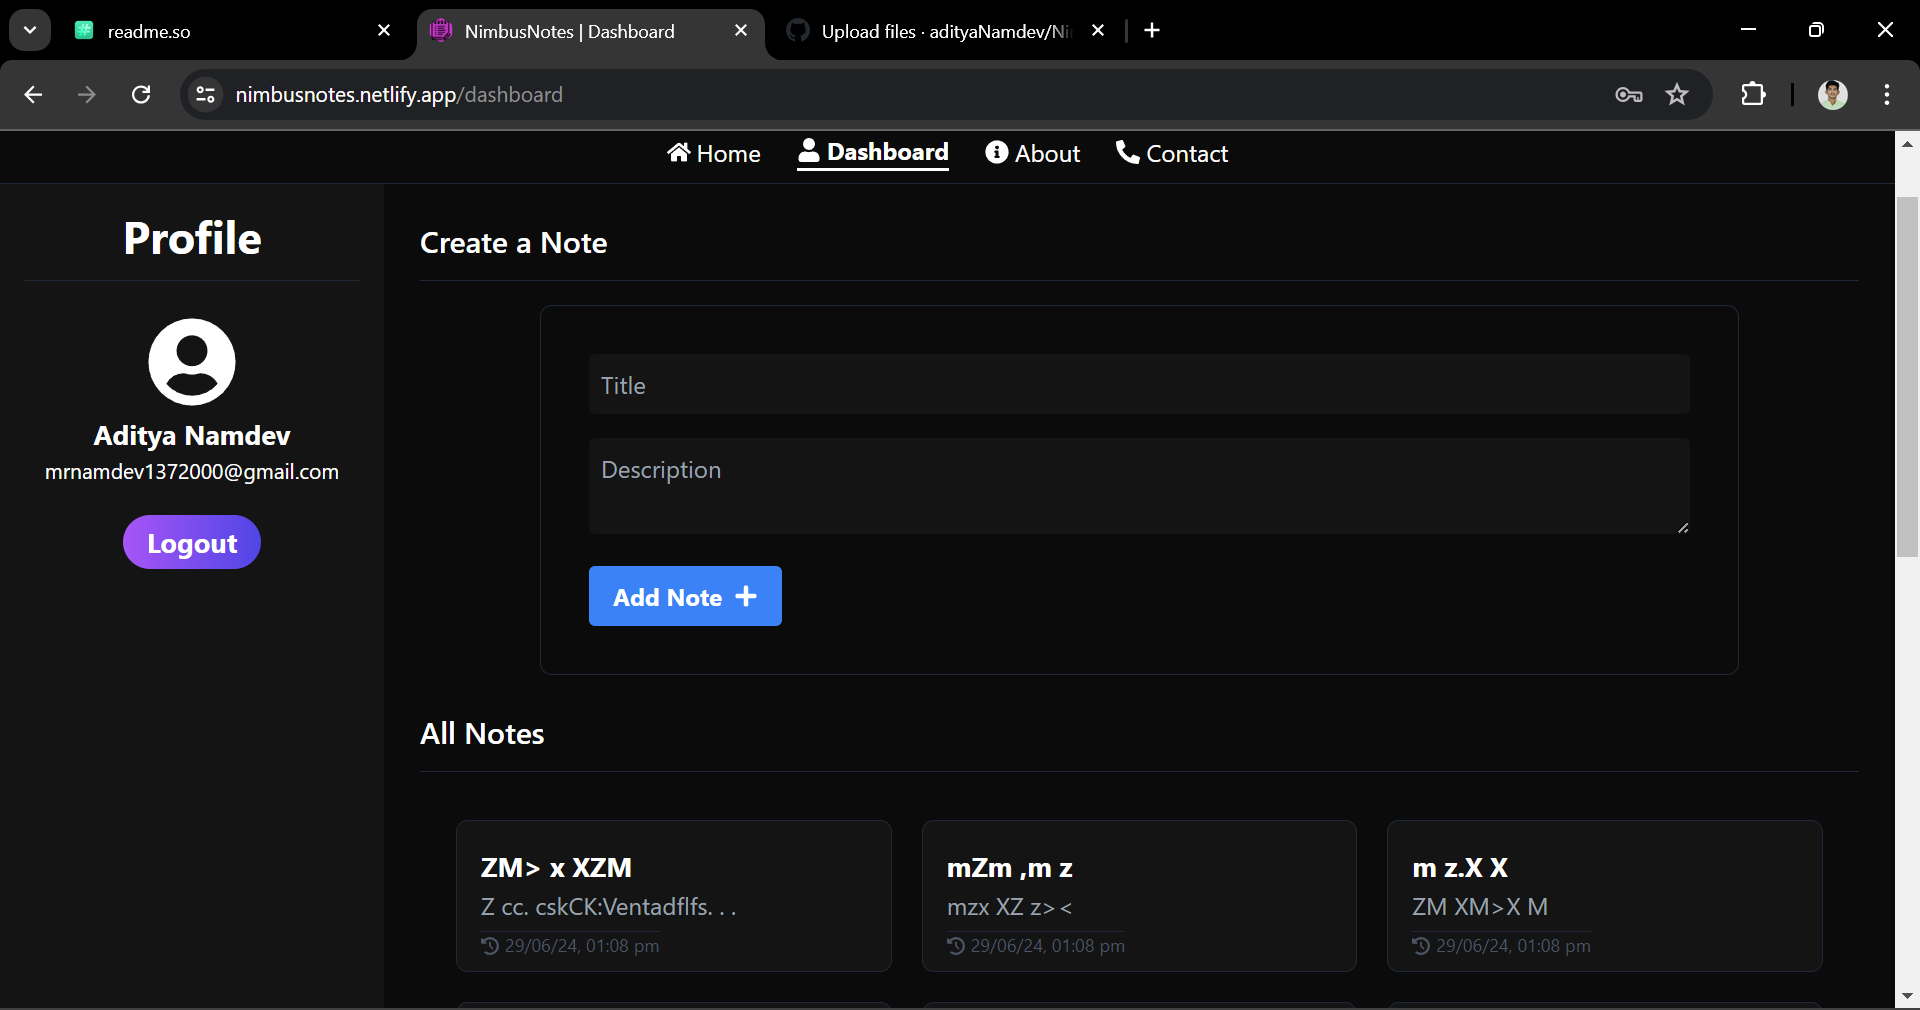 readme.so
NimbusNotes | Dashboard
Upload files · adityaNamdev/Ni
nimbusnotes.netlify.app/dashboard
Home
Dashboard
About
Contact
Profile
Aditya Namdev
mrnamdev1372000@gmail.com
Logout
Create a Note
Title
Description
Add Note +
All Notes
ZM> x XZM
Z cc. cskCK:Ventadflfs. . .
29/06/24, 01:08 pm
mZm ,m z
mzx XZ z><
29/06/24, 01:08 pm
m z.X X
ZM XM>X M
29/06/24, 01:08 pm